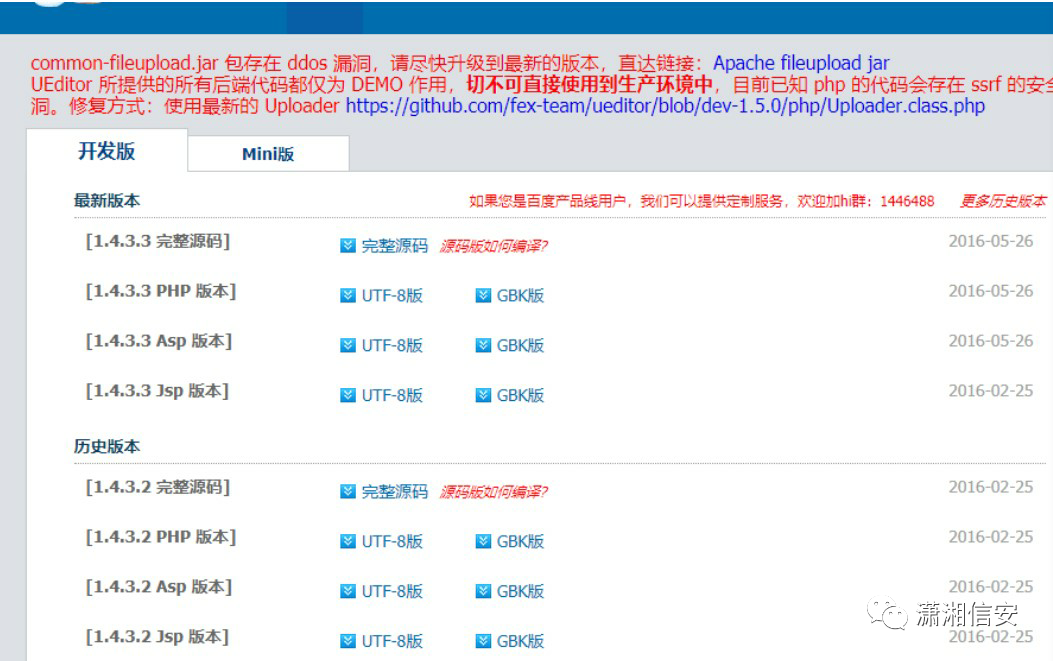 common-fileupload.jar 包存在 ddos 漏洞，请尽快升级到最新的版本，直达链接：Apache fileupload jar
UEditor 所提供的所有后端代码都仅为 DEMO 作用，切不可直接使用到生产环境中，目前已知 php 的代码会存在 ssrf 的安全
洞。修复方式：使用最新的 Uploader https://github.com/fex-team/ueditor/blob/dev-1.5.0/php/Uploader.class.php
开发版 Mini版
最新版本 如果您是百度产品线用户，我们可以提供定制服务，欢迎加hi群：1446488 更多历史版本
[1.4.3.3 完整源码] 完整源码 源码版如何编译? 2016-05-26
[1.4.3.3 PHP 版本] UTF-8版 GBK版 2016-05-26
[1.4.3.3 Asp 版本] UTF-8版 GBK版 2016-05-26
[1.4.3.3 Jsp 版本] UTF-8版 GBK版 2016-02-25
历史版本
[1.4.3.2 完整源码] 完整源码 源码版如何编译? 2016-02-25
[1.4.3.2 PHP 版本] UTF-8版 GBK版 2016-02-25
[1.4.3.2 Asp 版本] UTF-8版 GBK版 2016-02-25
[1.4.3.2 Jsp 版本] UTF-8版 GBK版 2016-02-25
潇湘信安